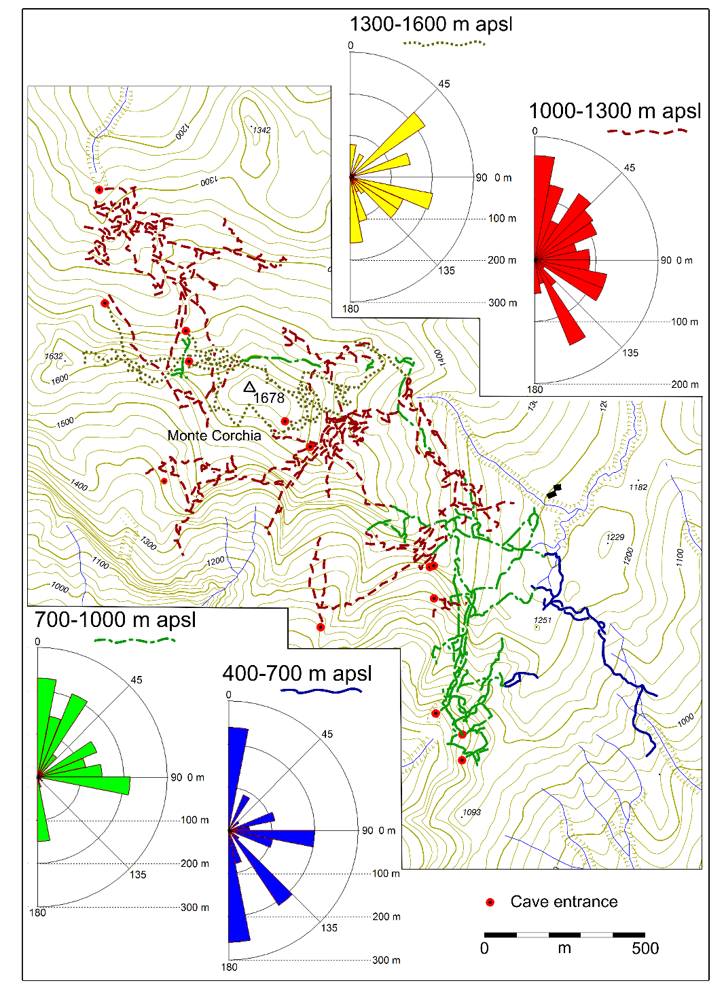 1300-1600 m apsl
0
45
90 0 m
100 m
200 m
135
300 m
180
1000-1300 m apsl
0
45
90 0 m
100 m
135
200 m
180
1342
1200
1300
1632
1600
1678
1400
1500
Monte Corchia
1400
1300
1100
1200
1000
1182
1229
1200
1100
1251
1000
1093
700-1000 m apsl
0
45
90 0 m
100 m
200 m
135
300 m
180
400-700 m apsl
0
45
90 0 m
100 m
200 m
135
300 m
180
Cave entrance
0 m 500